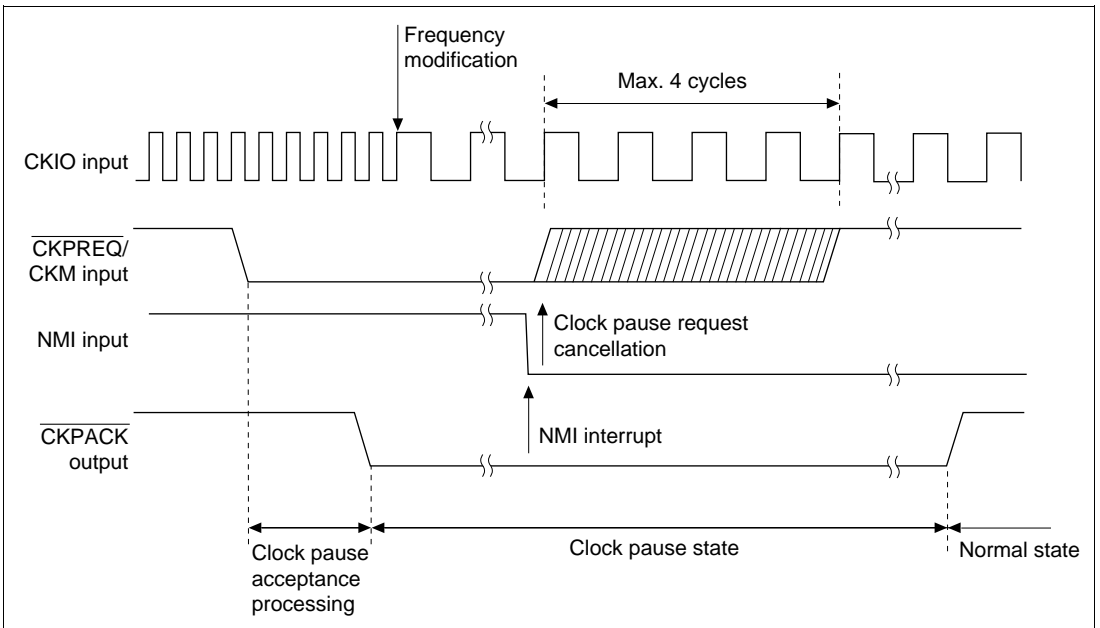 Frequency
modification
Max. 4 cycles
CKIO input
CKPREQ/
CKM input
NMI input
Clock pause request
cancellation
CKPACK
output
NMI interrupt
Clock pause
acceptance
processing
Clock pause state
Normal state